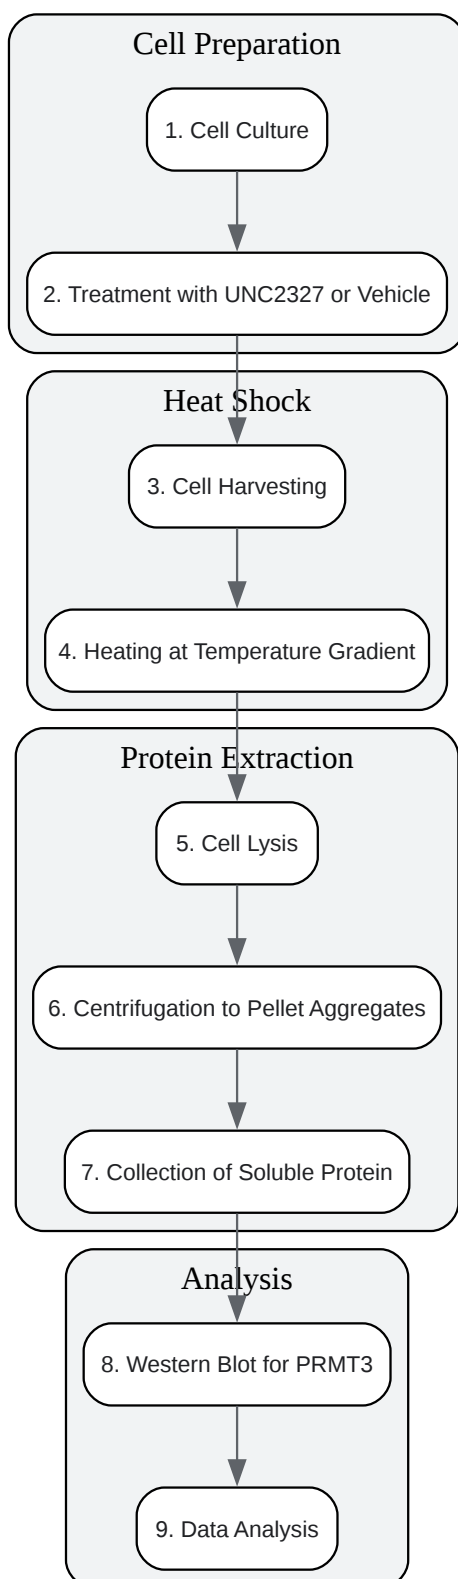 Cell Preparation
1. Cell Culture
2. Treatment with UNC2327 or Vehicle
Heat Shock
3. Cell Harvesting
4. Heating at Temperature Gradient
Protein Extraction
5. Cell Lysis
6. Centrifugation to Pellet Aggregates
7. Collection of Soluble Protein
Analysis
8. Western Blot for PRMT3
9. Data Analysis